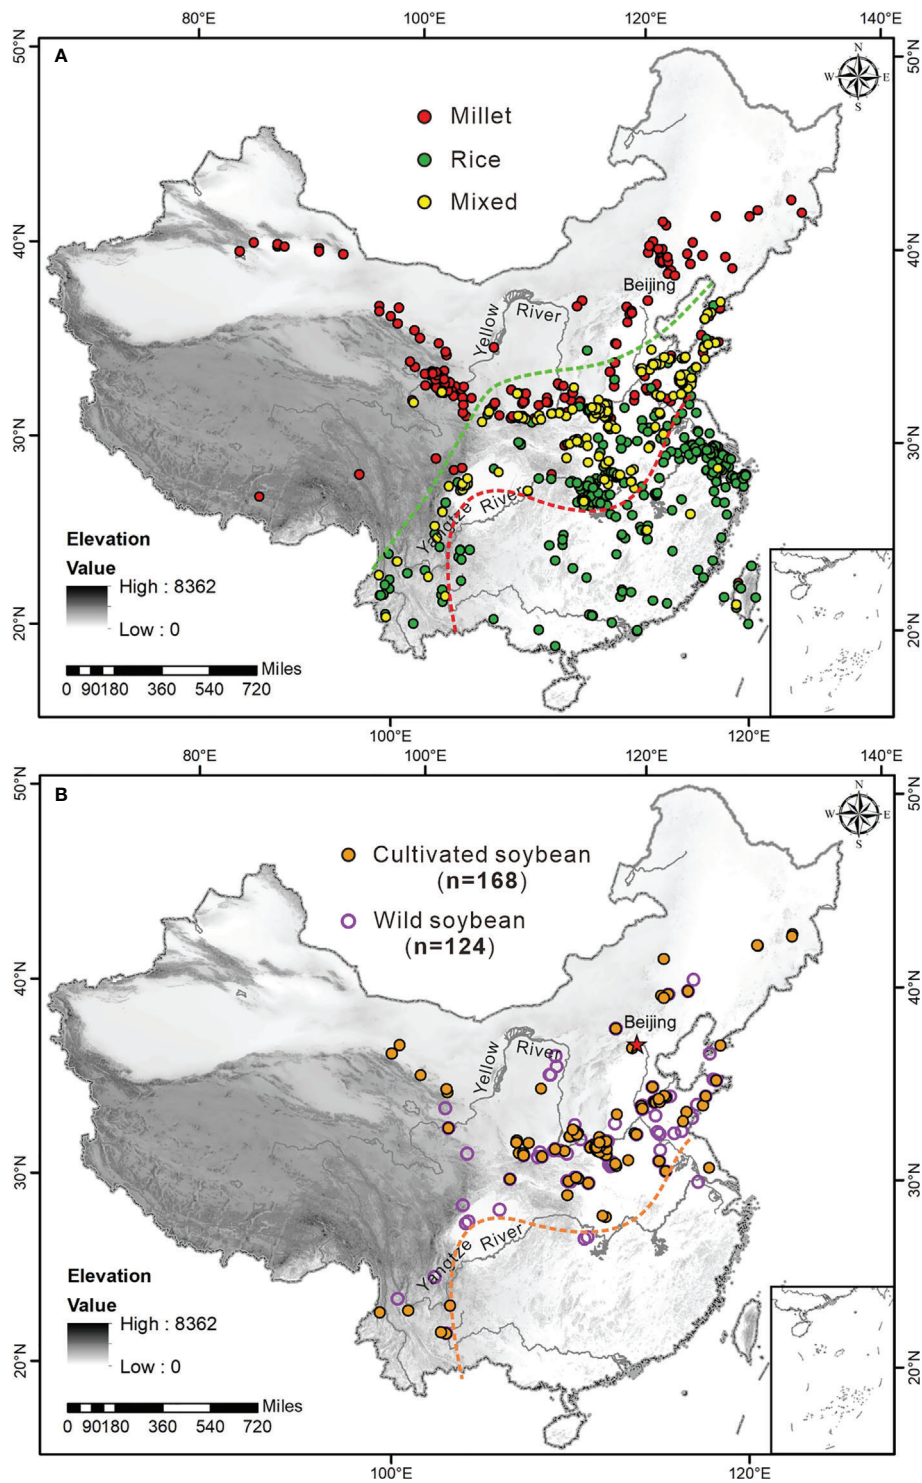 80°E 100°E 120°E 140°E
A
50°N
50°N
N
W E
S
Millet
Rice
Mixed
40°N
40°N
Beijing
Yellow River
30°N
30°N
Yangtze River
Elevation
Value
High : 8362
Low : 0
20°N
20°N
Miles
0 90180 360 540 720
100°E 120°E
80°E 100°E 120°E 140°E
B
50°N
50°N
N
W E
S
Cultivated soybean
(n=168)
Wild soybean
(n=124)
40°N
40°N
Beijing
Yellow River
30°N
30°N
Yangtze River
Elevation
Value
High : 8362
Low : 0
20°N
20°N
Miles
0 90180 360 540 720
100°E 120°E